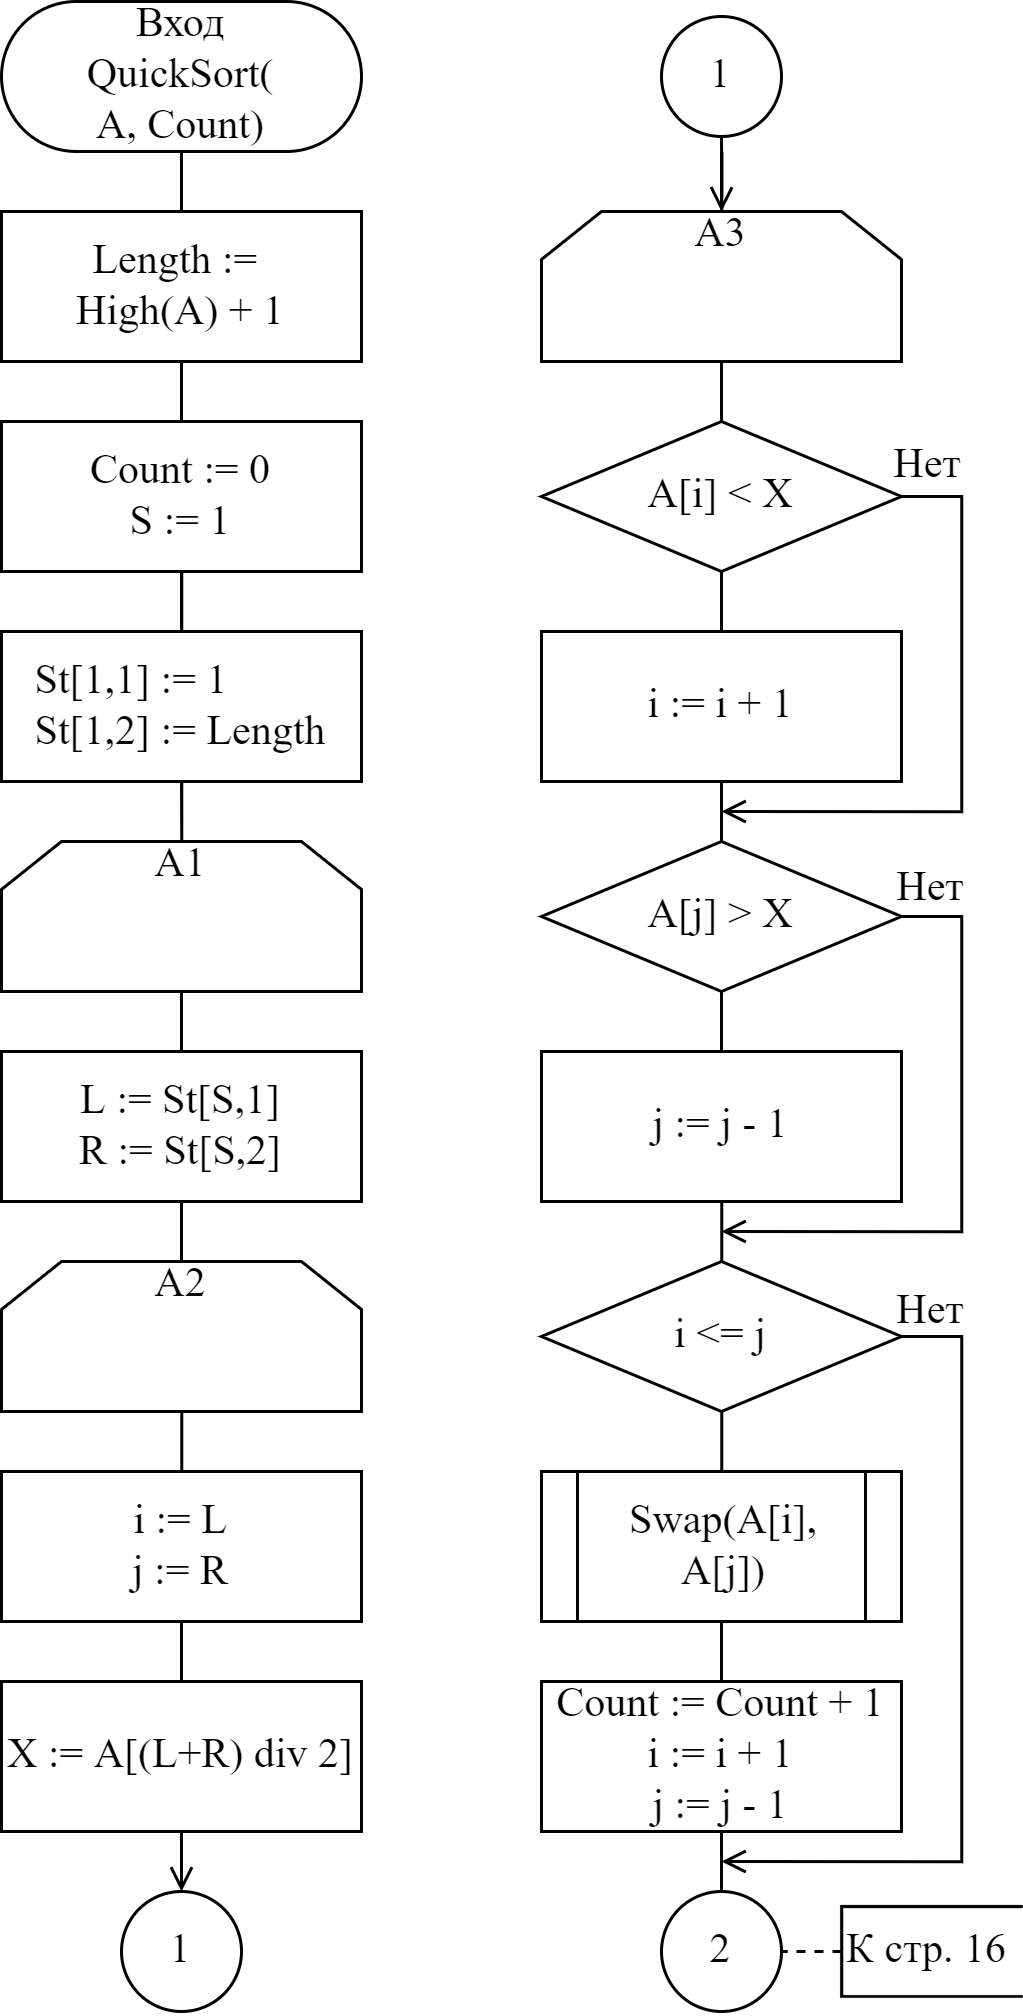 Вход
QuickSort(
A, Count)
Length :=
High(A) + 1
Count := 0
S := 1
St[1,1] := 1
St[1,2] := Length
A1
L := St[S,1]
R := St[S,2]
A2
i := L
j := R
X := A[(L+R) div 2]
1
1
A3
A[i] < X
Нет
i := i + 1
A[j] > X
Нет
j := j - 1
i <= j
Нет
Swap(A[i],
A[j])
Count := Count + 1
i := i + 1
j := j - 1
2
К стр. 16